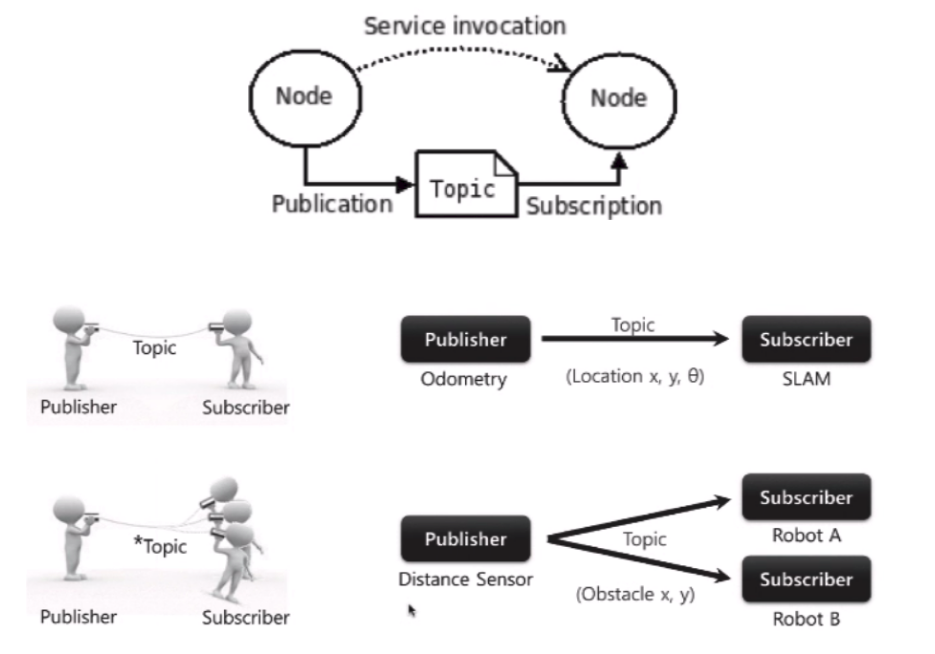 Service invocation
Node
Node
Topic
Publication
Subscription
Topic
Publisher
Subscriber
Publisher
Topic
Subscriber
Odometry
(Location x, y, θ)
SLAM
*Topic
Publisher
Subscriber
Publisher
Distance Sensor
Topic
(Obstacle x, y)
Subscriber
Robot A
Subscriber
Robot B